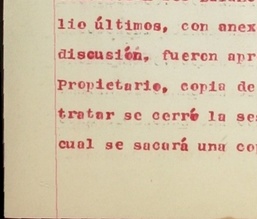 lio últimos, con anex
discusión, fueron apr
Propietario, copia de
tratar se cerró la se
cual se sacará una co